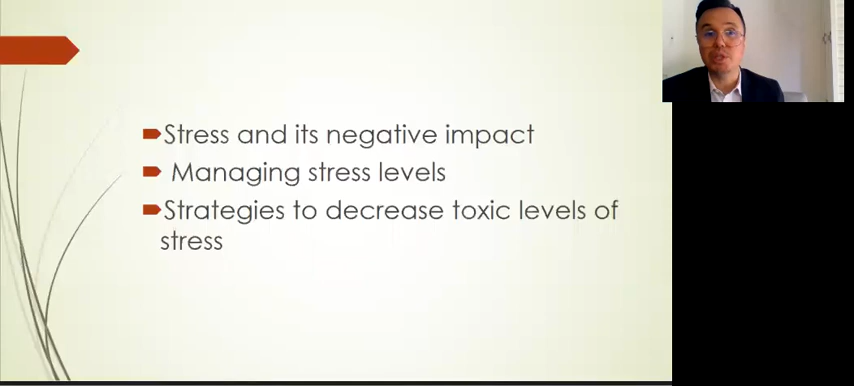 Stress and its negative impact
Managing stress levels
Strategies to decrease toxic levels of
stress